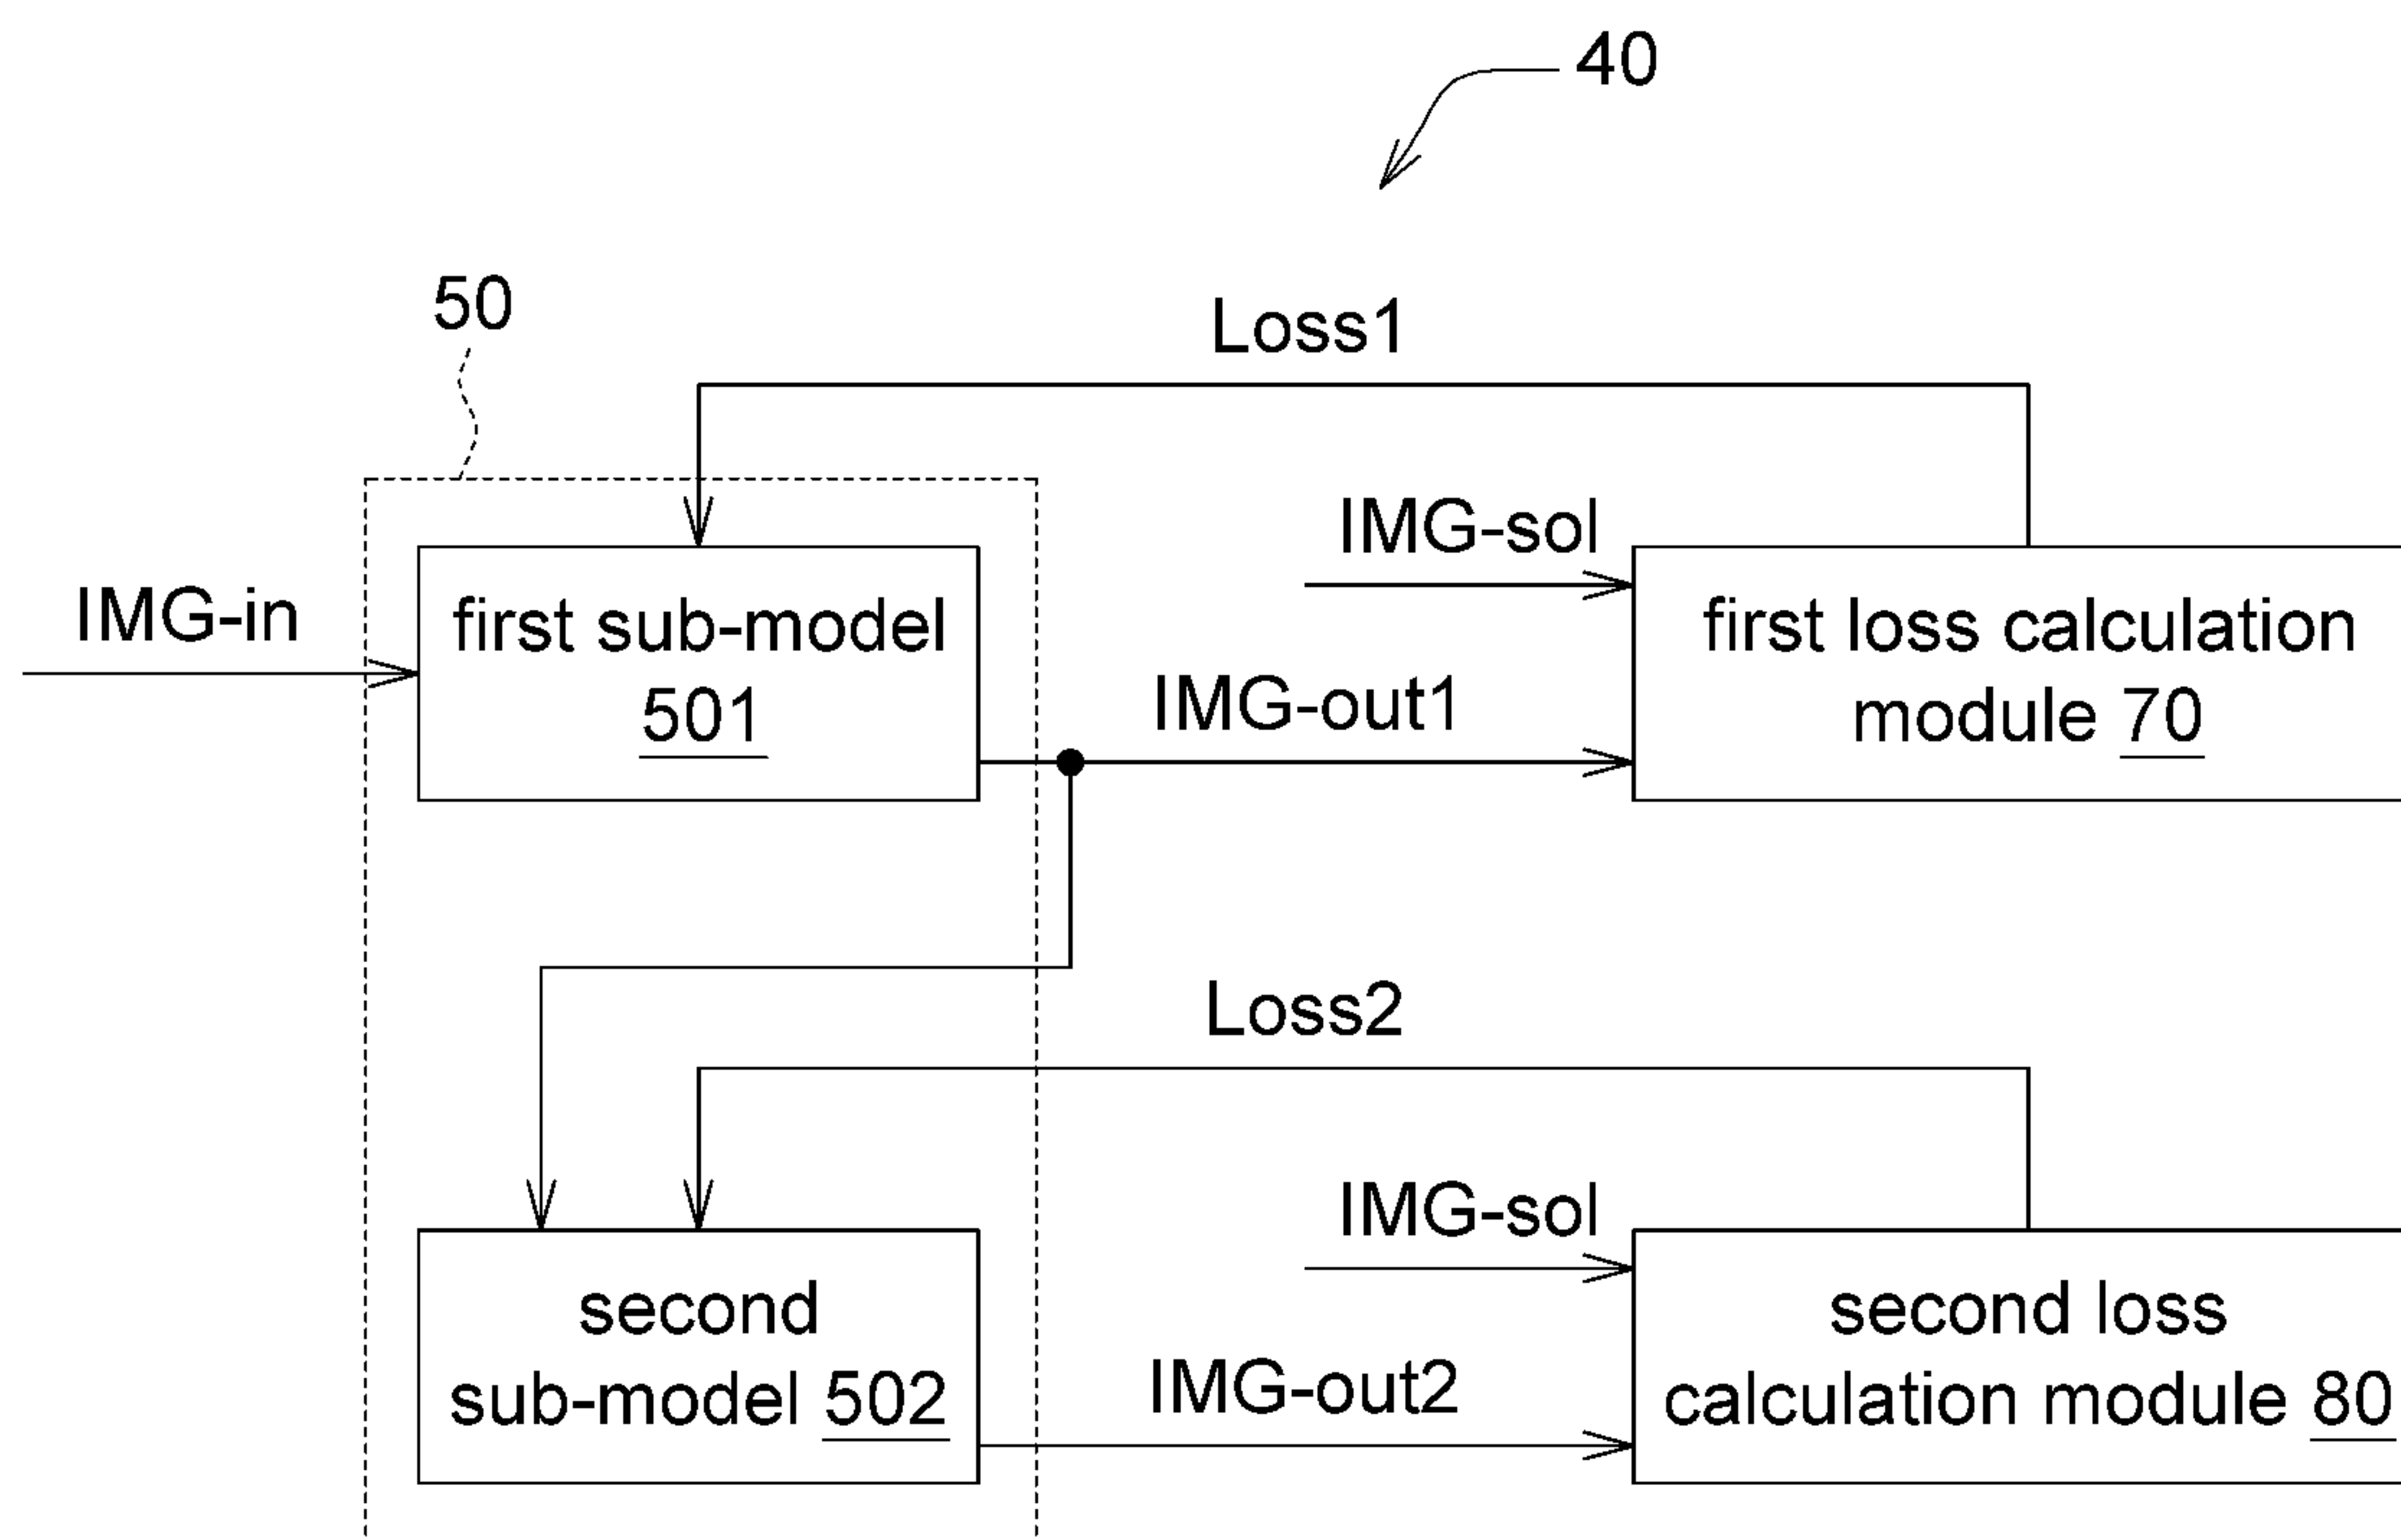 40
50
Loss1
IMG-sol
IMG-in
first sub-model
501
IMG-out1
first loss calculation
module 70
Loss2
IMG-sol
second
sub-model 502
IMG-out2
second loss
calculation module 80